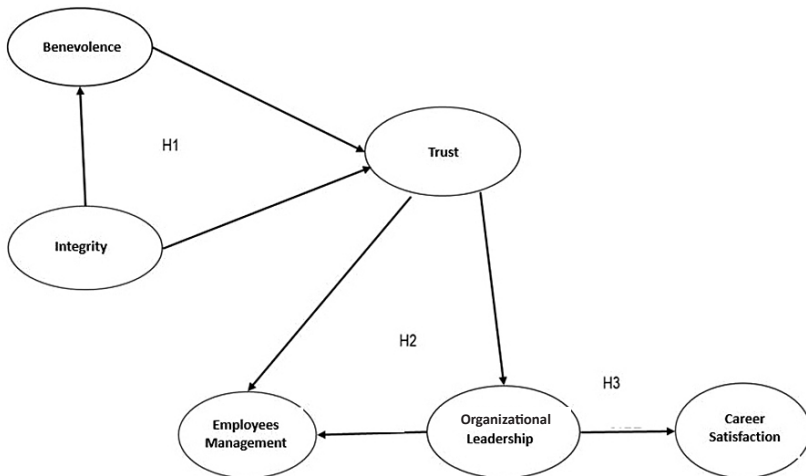 Benevolence
H1
Trust
Integrity
H2
H3
Employees
Management
Organizational
Leadership
Career
Satisfaction